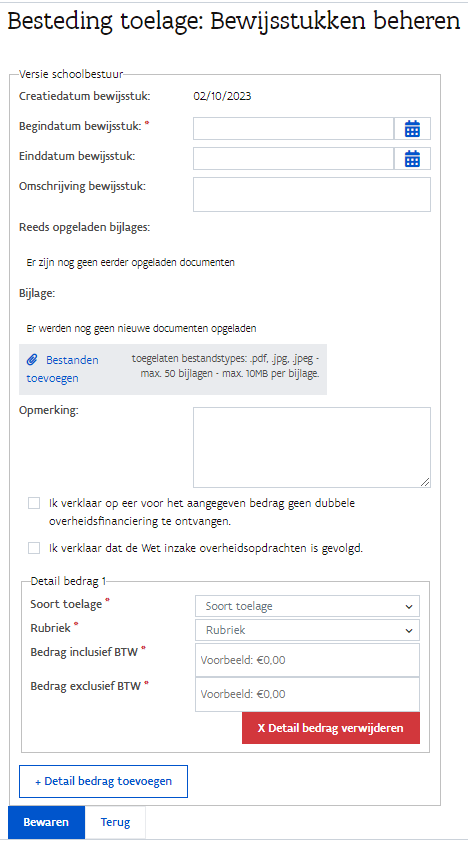 Besteding toelage: Bewijsstukken beheren
Versie schoolbestuur
Creatiedatum bewijsstuk: 02/10/2023
Begindatum bewijsstuk: *
Einddatum bewijsstuk:
Omschrijving bewijsstuk:
Reeds opgeladen bijlages:
Er zijn nog geen eerder opgeladen documenten
Bijlage:
Er werden nog geen nieuwe documenten opgeladen
Bestanden toevoegen
toegelaten bestandstypes: .pdf, .jpg, .jpeg -
max. 50 bijlagen - max. 10MB per bijlage.
Opmerking:
Ik verklaar op eer voor het aangegeven bedrag geen dubbele
overheidsfinanciering te ontvangen.
Ik verklaar dat de Wet inzake overheidsopdrachten is gevolgd.
Detail bedrag 1
Soort toelage * Soort toelage
Rubriek * Rubriek
Bedrag inclusief BTW * Voorbeeld: €0,00
Bedrag exclusief BTW * Voorbeeld: €0,00
X Detail bedrag verwijderen
+ Detail bedrag toevoegen
Bewaren Terug